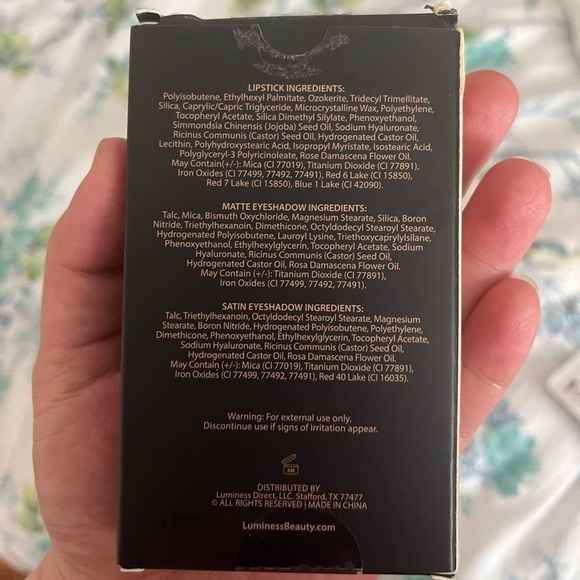 LIPSTICK INGREDIENTS:
Polyisobutene, Ethylhexyl Palmitate, Ozokerite, Tridecyl Trimellitate,
Silica, Caprylic/Capric Triglyceride, Microcrystalline Wax, Polyethylene,
Tocopheryl Acetate, Silica Dimethyl Silylate, Phenoxyethanol,
Simmondsia Chinensis (Jojoba) Seed Oil, Sodium Hyaluronate,
Ricinus Communis (Castor) Seed Oil, Hydrogenated Castor Oil,
Lecithin, Polyhydroxystearic Acid, Isopropyl Myristate, Isostearic Acid,
Polyglyceryl-3 Polyricinoleate, Rose Damascena Flower Oil.
May Contain(+/-): Mica (CI 77019), Titanium Dioxide (CI 77891),
Iron Oxides (CI 77499, 77492, 77491), Red 6 Lake (CI 15850),
Red 7 Lake (CI 15850), Blue 1 Lake (CI 42090).
MATTE EYESHADOW INGREDIENTS:
Talc, Mica, Bismuth Oxychloride, Magnesium Stearate, Silica, Boron
Nitride, Triethylhexanoin, Dimethicone, Octyldodecyl Stearoyl Stearate,
Hydrogenated Polyisobutene, Lauroyl Lysine, Triethoxycaprylylsilane,
Phenoxyethanol, Ethylhexylglycerin, Tocopheryl Acetate, Sodium
Hyaluronate, Ricinus Communis (Castor) Seed Oil,
Hydrogenated Castor Oil, Rosa Damascena Flower Oil.
May Contain (+/-): Titanium Dioxide (CI 77891),
Iron Oxides (CI 77499, 77492, 77491).
SATIN EYESHADOW INGREDIENTS:
Talc, Triethylhexanoin, Octyldodecyl Stearoyl Stearate, Magnesium
Stearate, Boron Nitride, Hydrogenated Polyisobutene, Polyethylene,
Dimethicone, Phenoxyethanol, Ethylhexylglycerin, Tocopheryl Acetate,
Sodium Hyaluronate, Ricinus Communis (Castor) Seed Oil,
Hydrogenated Castor Oil, Rosa Damascena Flower Oil.
May Contain(+/-): Mica (CI 77019), Titanium Dioxide (CI 77891),
Iron Oxides (CI 77499, 77492, 77491), Red 40 Lake (CI 16035).
Warning: For external use only.
Discontinue use if signs of irritation appear.
6M
DISTRIBUTED BY
Luminess Direct, LLC. Stafford, TX 77477
© ALL RIGHTS RESERVED | MADE IN CHINA
LuminessBeauty.com